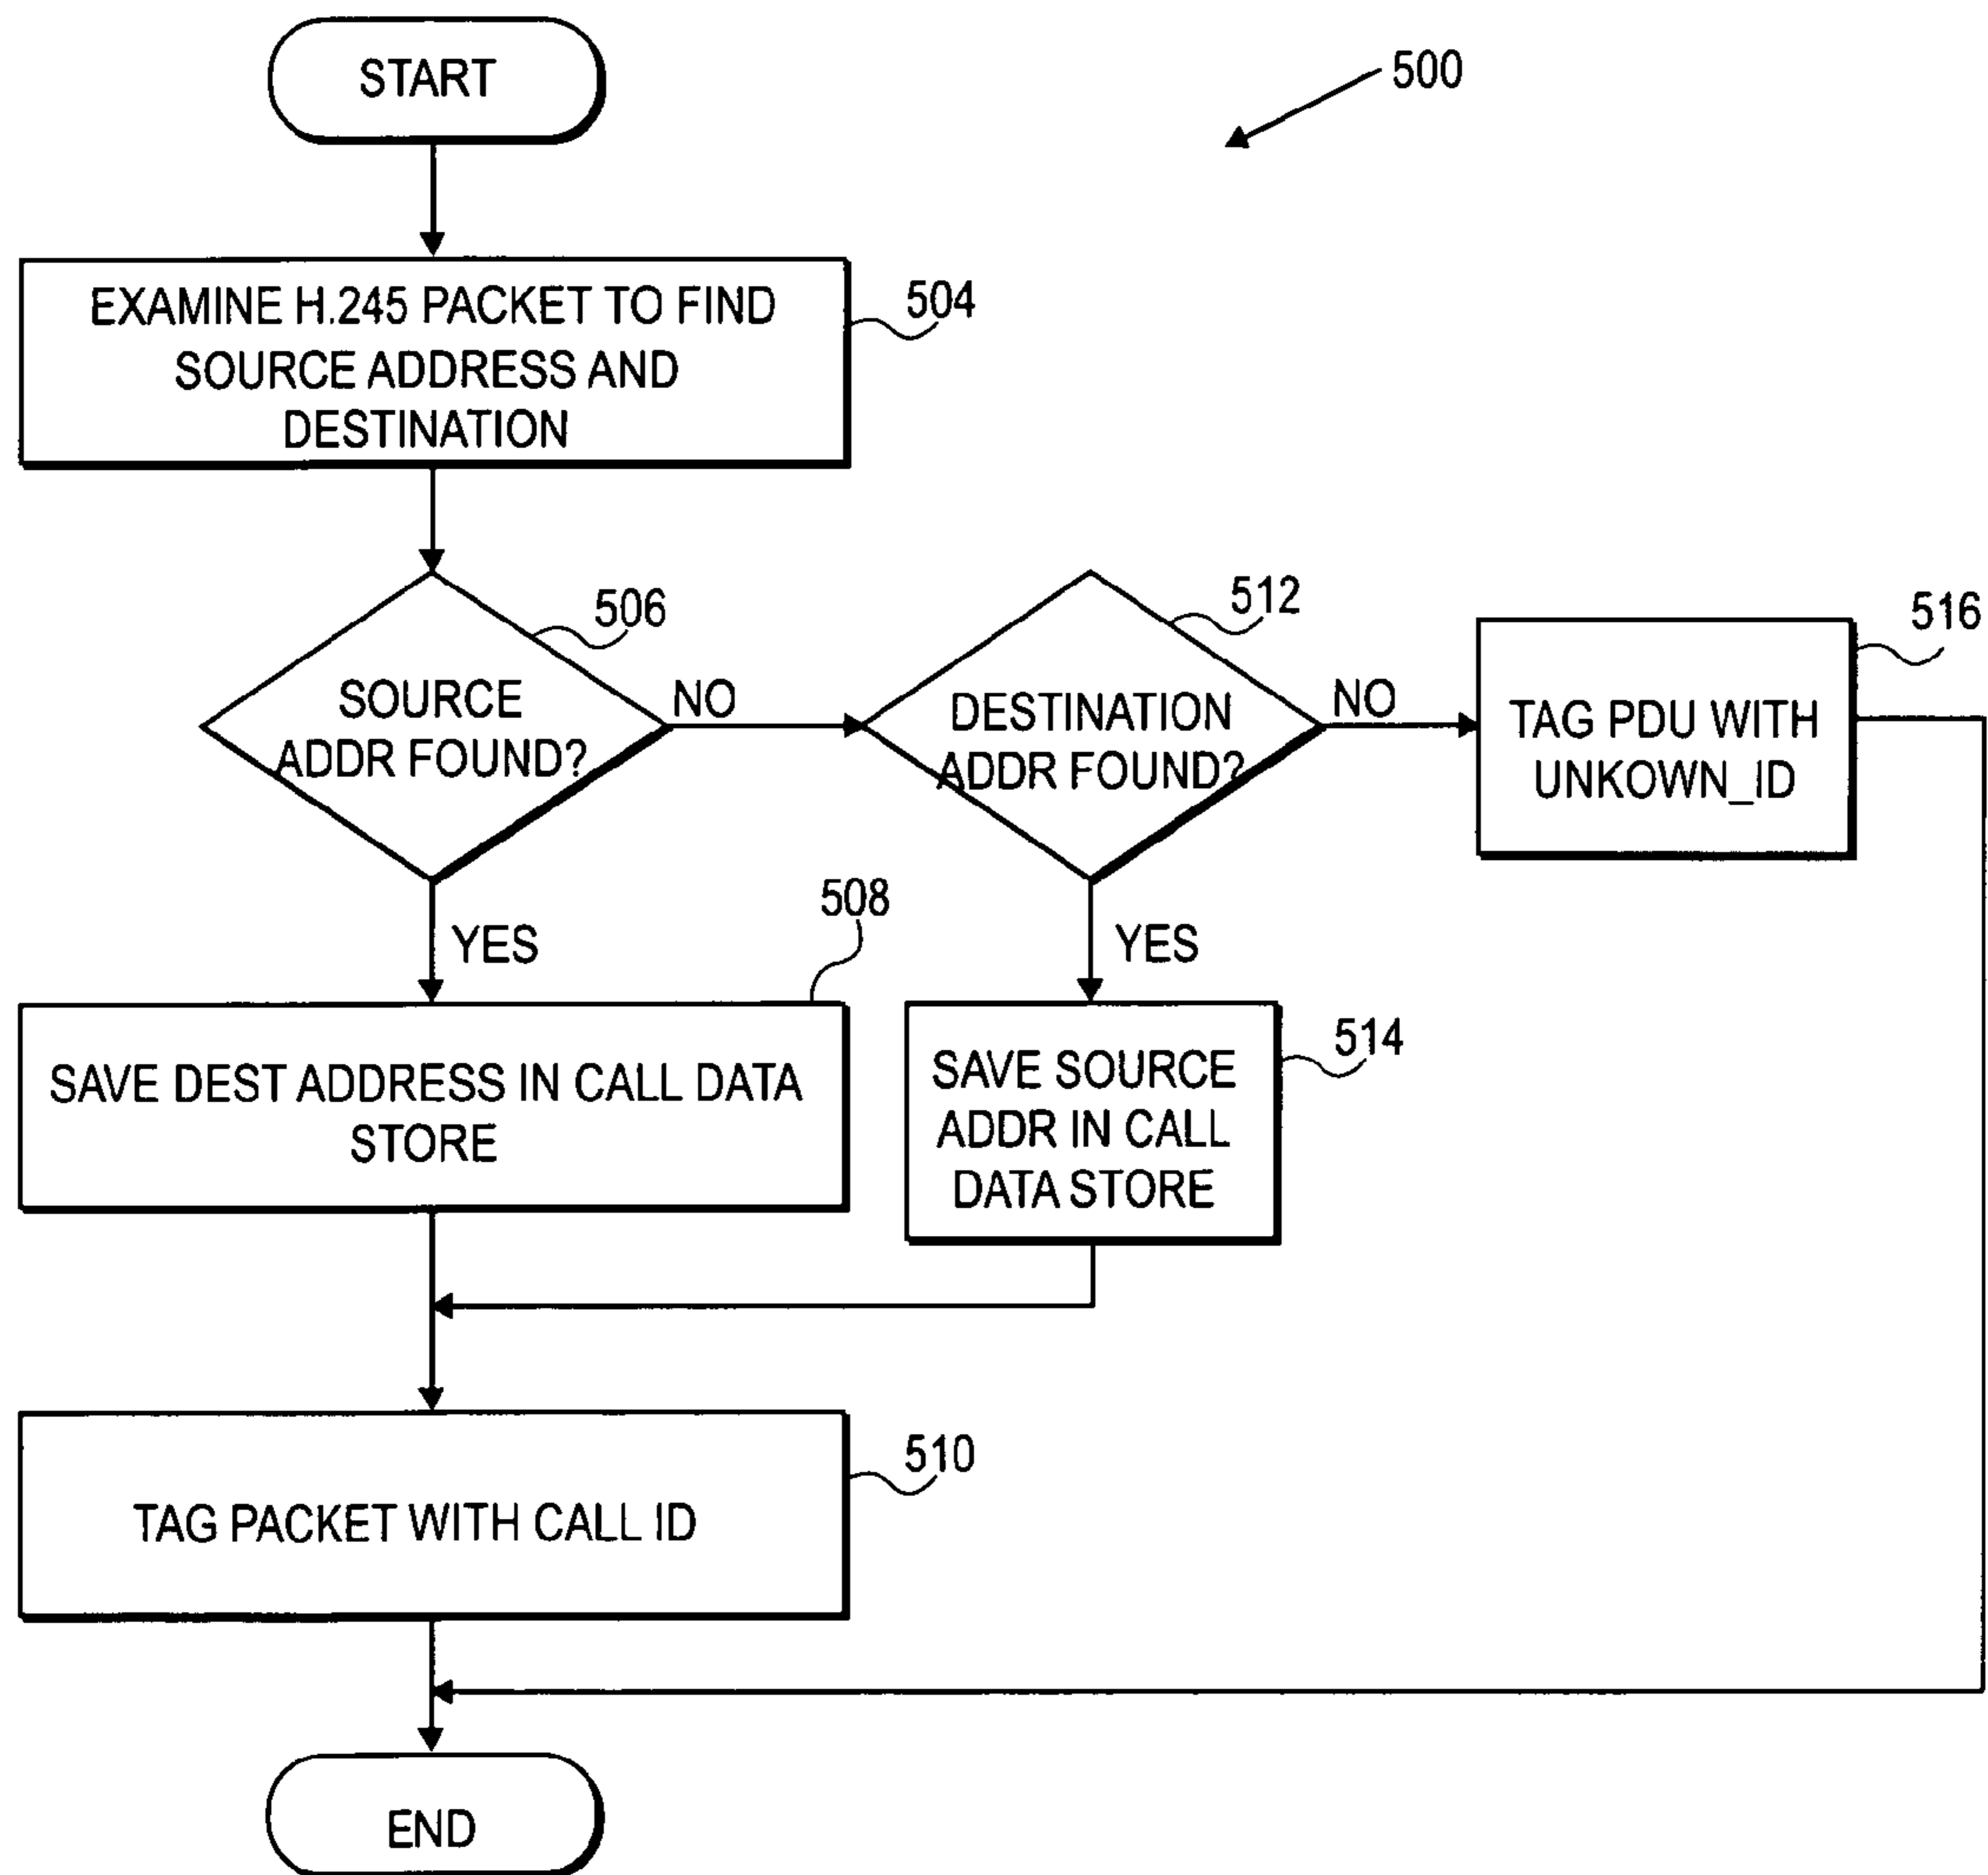 START
500
EXAMINE H.245 PACKET TO FIND
SOURCE ADDRESS AND
DESTINATION
504
506
SOURCE
ADDR FOUND?
NO
512
DESTINATION
ADDR FOUND?
NO
516
TAG PDU WITH
UNKOWN_ID
YES
508
YES
SAVE DEST ADDRESS IN CALL DATA
STORE
514
SAVE SOURCE
ADDR IN CALL
DATA STORE
510
TAG PACKET WITH CALL ID
END